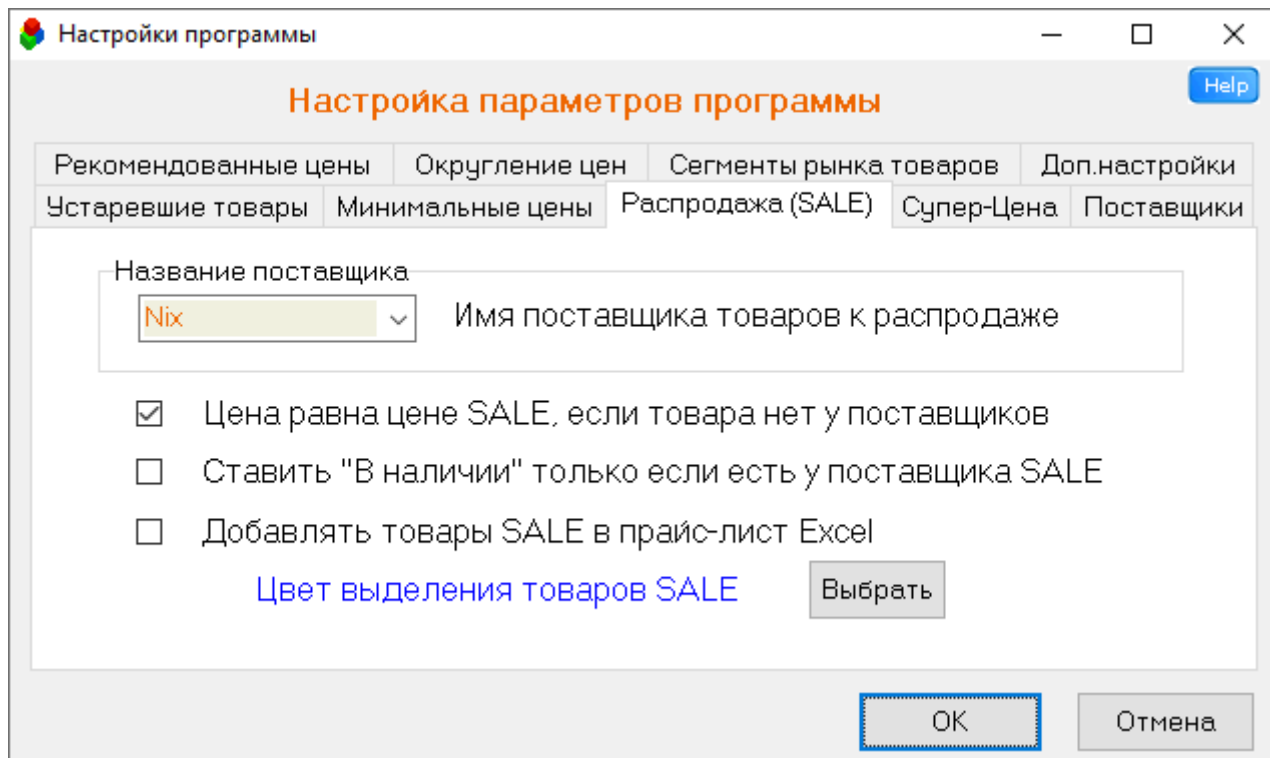 Настройки программы
Help
Настройка параметров программы
Рекомендованные цены Округление цен Сегменты рынка товаров Доп.настройки
Устаревшие товары Минимальные цены Распродажа (SALE) Супер-Цена Поставщики
Название поставщика
Nix Имя поставщика товаров к распродаже
Цена равна цене SALE, если товара нет у поставщиков
Ставить "В наличии" только если есть у поставщика SALE
Добавлять товары SALE в прайс-лист Excel
Цвет выделения товаров SALE Выбрать
OK Отмена